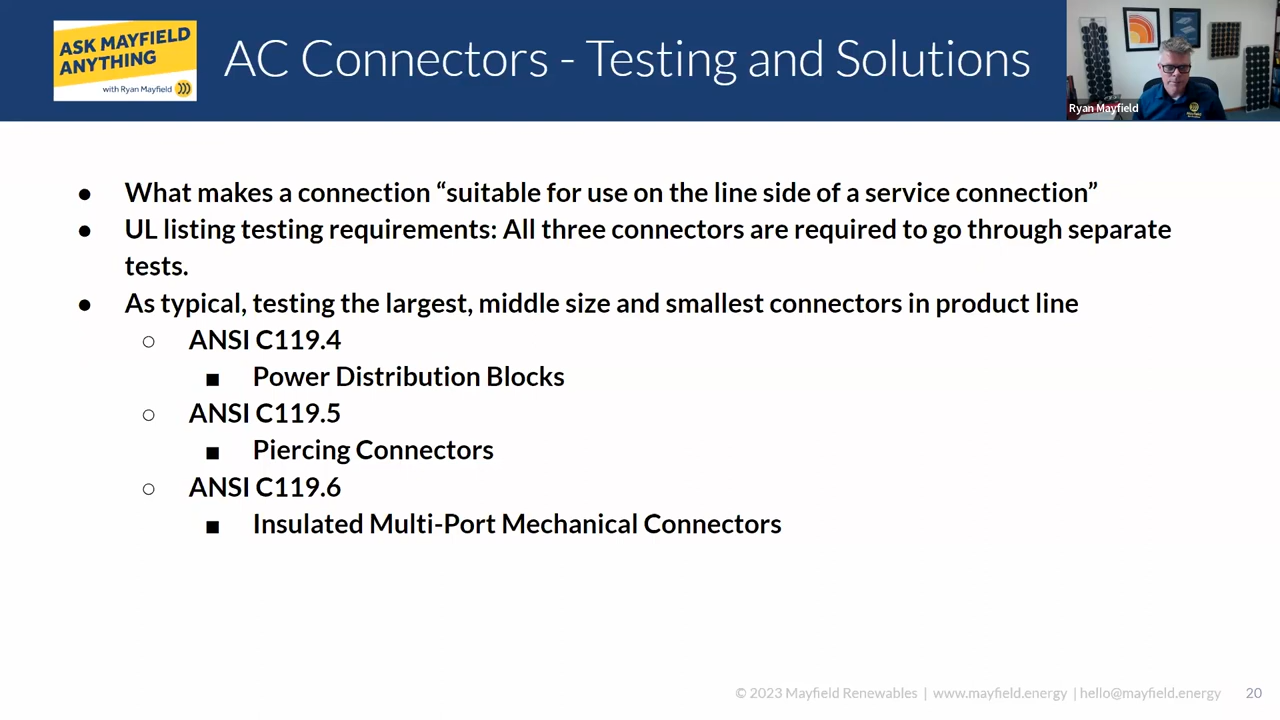 ASK MAYFIELD
ANYTHING
with Ryan Mayfield
AC Connectors - Testing and Solutions
Ryan Mayfield
● What makes a connection “suitable for use on the line side of a service connection”
● UL listing testing requirements: All three connectors are required to go through separate
tests.
● As typical, testing the largest, middle size and smallest connectors in product line
○ ANSI C119.4
■ Power Distribution Blocks
○ ANSI C119.5
■ Piercing Connectors
○ ANSI C119.6
■ Insulated Multi-Port Mechanical Connectors
© 2023 Mayfield Renewables | www.mayfield.energy | hello@mayfield.energy 20